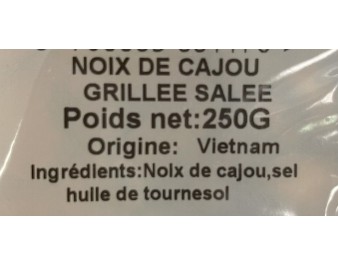 NOIX DE CAJOU
GRILLEE SALEE
Poids net:250G
Origine: Vietnam
Ingrédients:Noix de cajou,sel
huile de tournesol